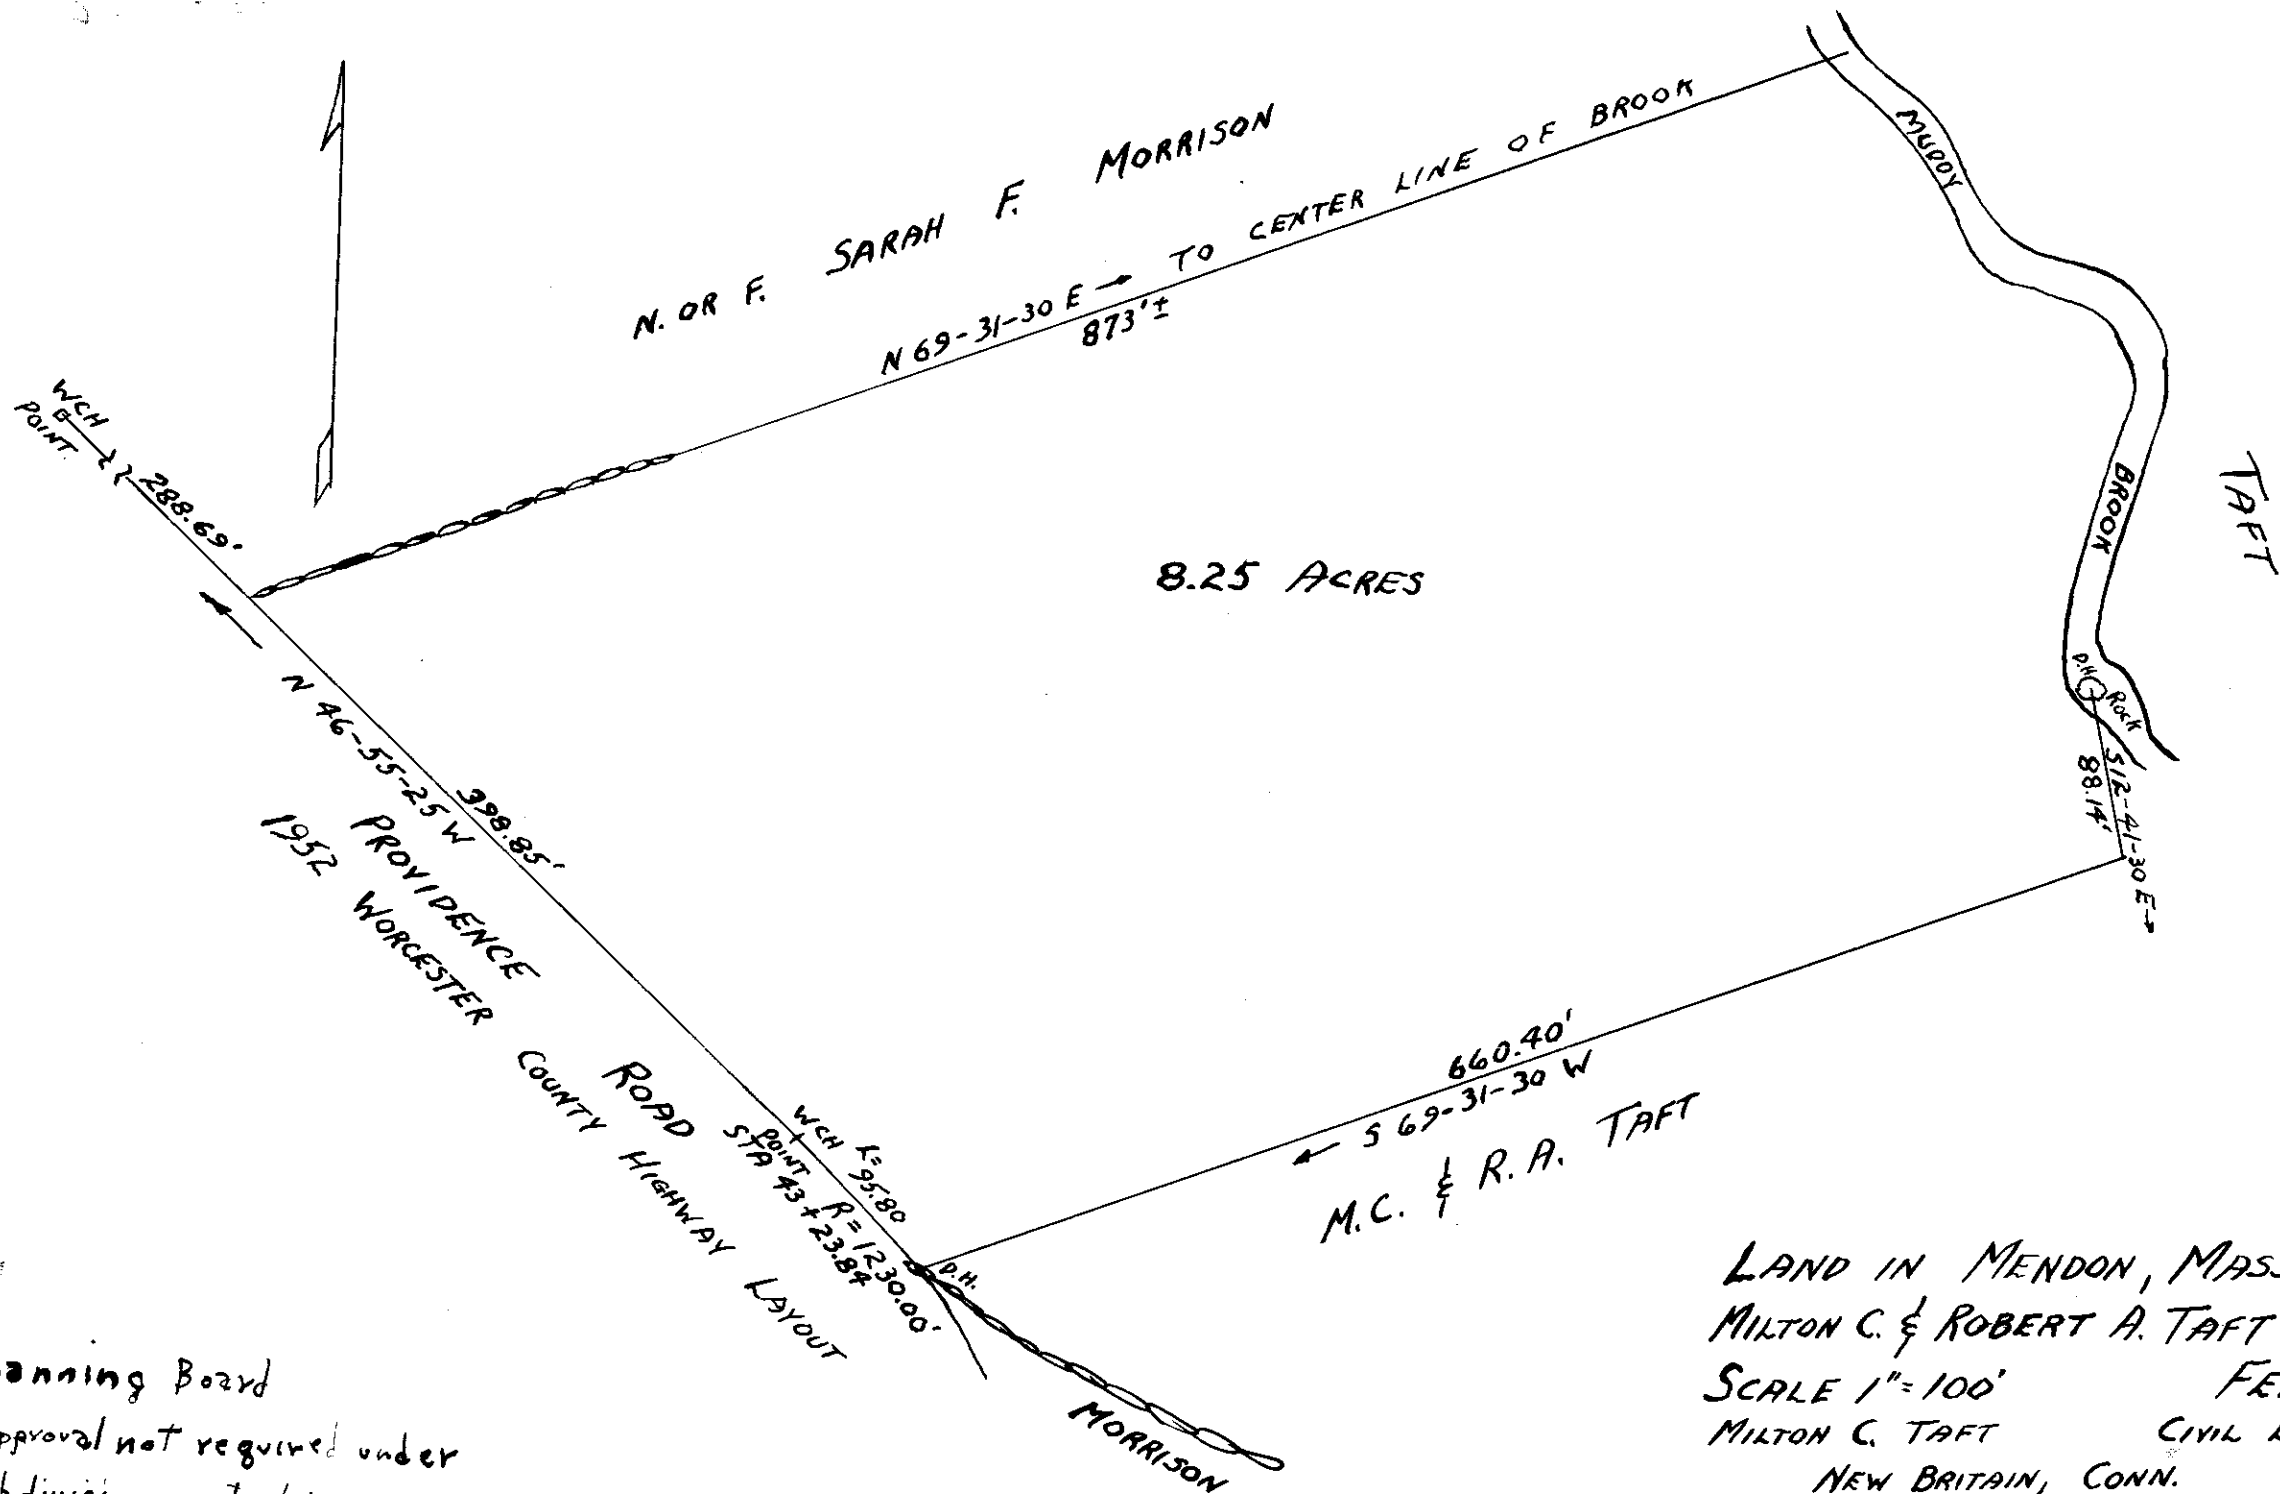 N. OR F. SARAH F. MORRISON
N 69-31-30 E → TO CENTER LINE OF BROOK
873'±
MUDDY
BROOK
TAFT
WCH
POINT
288.69'
8.25 ACRES
D.H.
ROCK
S12-41-30 E→
88.14'
N 46-55-25 W
398.85'
PROVIDENCE ROAD
1952 WORCESTER COUNTY HIGHWAY LAYOUT
WCH
POINT
STA 43+23.84
L=
95.80
R=1230.00'
D.H.
660.40'
← S 69-31-30 W
M.C. & R.A. TAFT
MORRISON
LAND IN MENDON, MASS
MILTON C. & ROBERT A. TAFT
SCALE 1"=100'
MILTON C. TAFT CIVIL
NEW BRITAIN, CONN.
anning Board
pproval not required under